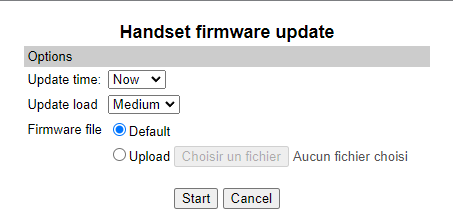 Handset firmware update
Options
Update time: Now
Update load Medium
Firmware file Default
Upload Choisir un fichier Aucun fichier choisi
Start Cancel